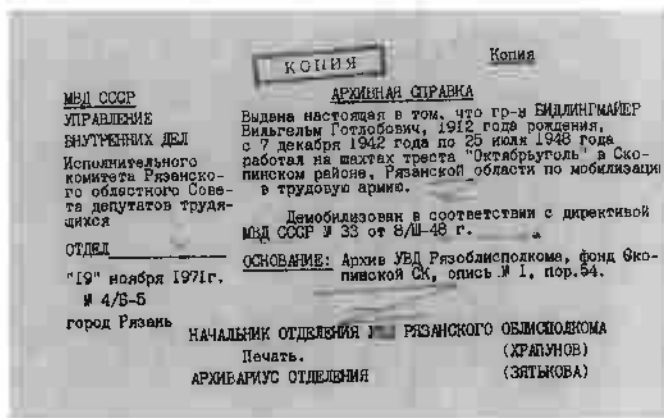 Копия
КОПИЯ
МВД СССР
УПРАВЛЕНИЕ
ВНУТРЕННИХ ДЕЛ
Исполнительного
комитета Рязанско-
го областного Сове-
та депутатов трудя-
щихся
ОТДЕЛ
"19" ноября 1971г.
№ 4/Б-5
город Рязань
АРХИВНАЯ СПРАВКА
Выдана настоящая в том, что гр-н БИДЛИНГМАЙЕР
Вильгельм Готлобович, 1912 года рождения,
с 7 декабря 1942 года по 25 июля 1948 года
работал на шахтах треста "Октябрьуголь" в Ско-
пинском районе, Рязанской области по мобилизаци
в трудовую армию.
Демобилизован в соответствии с директивой
МВД СССР № 33 от 8/Ш-48 г.
ОСНОВАНИЕ: Архив УВД Рязоблисполкома, фонд Ско-
пинской СК, опись № I, пор.54.
НАЧАЛЬНИК ОТДЕЛЕНИЯ РЯЗАНСКОГО ОБЛИСПОЛКОМА
Печать. (ХРАПУНОВ)
АРХИВАРИУС ОТДЕЛЕНИЯ (ЗЯТЬКОВА)